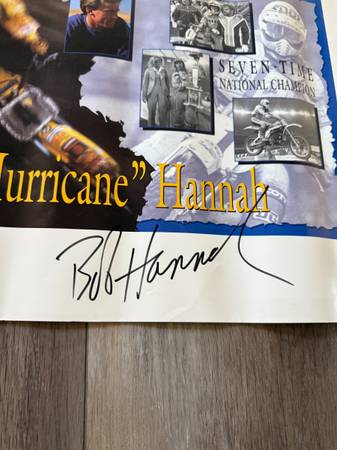 SEVEN-TIME
NATIONAL CHAMPION
Hurricane” Hannah
Bob Hannah